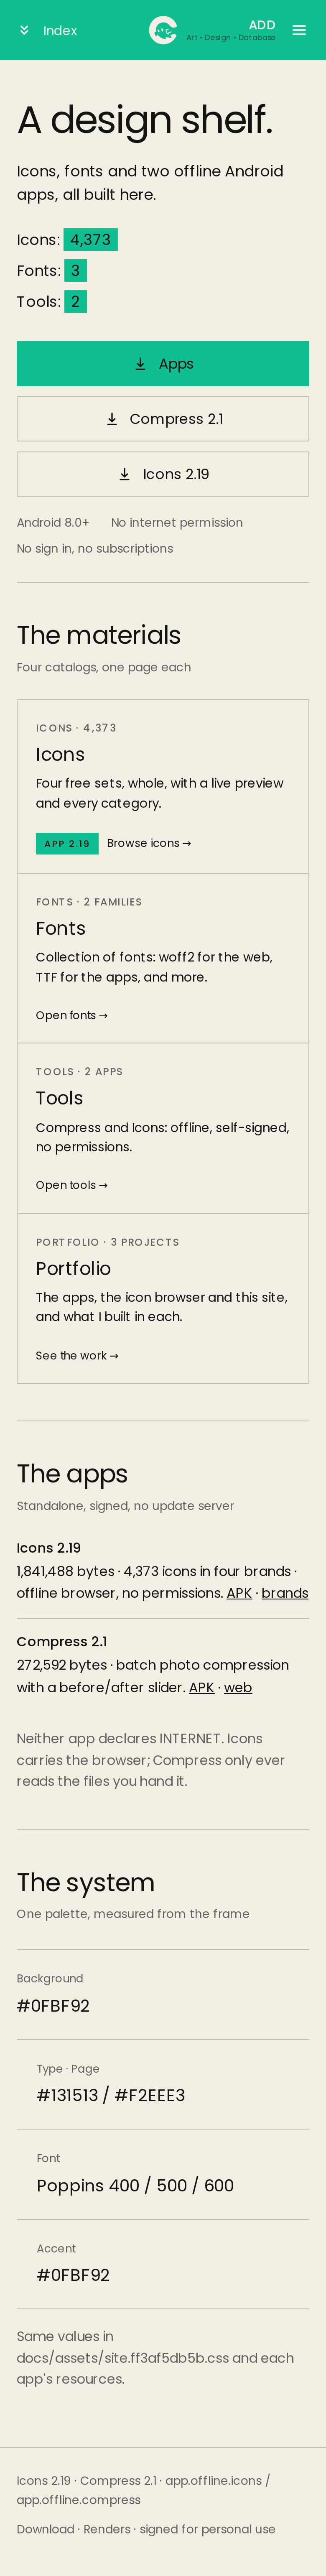 Index
ADD
Art • Design • Database
A design shelf.
Icons, fonts and two offline Android
apps, all built here.
Icons: 4,373
Fonts: 3
Tools: 2
Apps
Compress 2.1
Icons 2.19
Android 8.0+ No internet permission
No sign in, no subscriptions
The materials
Four catalogs, one page each
ICONS · 4,373
Icons
Four free sets, whole, with a live preview
and every category.
APP 2.19 Browse icons →
FONTS · 2 FAMILIES
Fonts
Collection of fonts: woff2 for the web,
TTF for the apps, and more.
Open fonts →
TOOLS · 2 APPS
Tools
Compress and Icons: offline, self-signed,
no permissions.
Open tools →
PORTFOLIO · 3 PROJECTS
Portfolio
The apps, the icon browser and this site,
and what I built in each.
See the work →
The apps
Standalone, signed, no update server
Icons 2.19
1,841,488 bytes · 4,373 icons in four brands ·
offline browser, no permissions. APK · brands
Compress 2.1
272,592 bytes · batch photo compression
with a before/after slider. APK · web
Neither app declares INTERNET. Icons
carries the browser; Compress only ever
reads the files you hand it.
The system
One palette, measured from the frame
Background
#0FBF92
Type · Page
#131513 / #F2EEE3
Font
Poppins 400 / 500 / 600
Accent
#0FBF92
Same values in
docs/assets/site.ff3af5db5b.css and each
app's resources.
Icons 2.19 · Compress 2.1 · app.offline.icons /
app.offline.compress
Download · Renders · signed for personal use